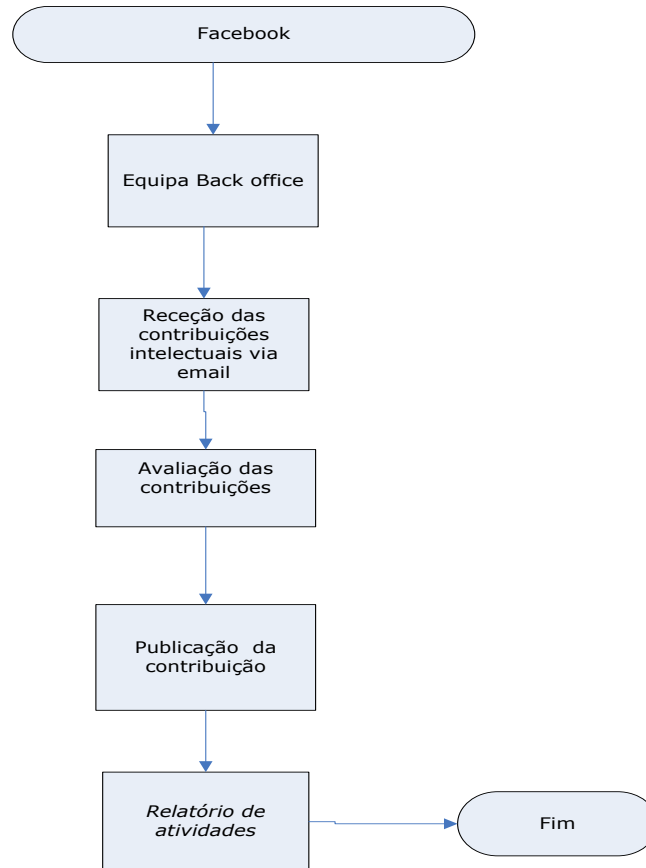 Facebook
Equipa Back office
Receção das
contribuições
intelectuais via
email
Avaliação das
contribuições
Publicação da
contribuição
Relatório de
atividades
Fim